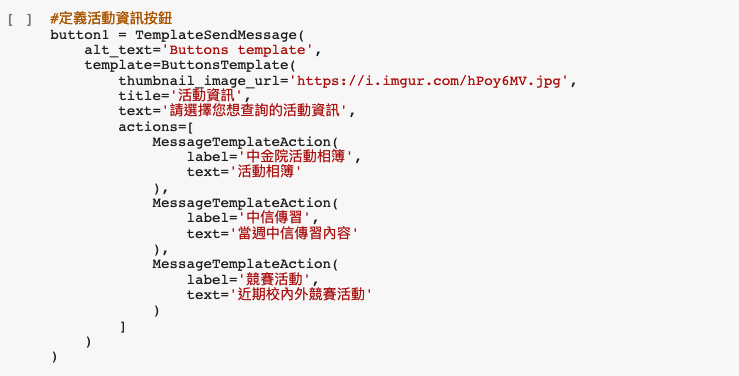 [ ] #定義活動資訊按鈕
button1 = TemplateSendMessage(
    alt_text='Buttons template',
    template=ButtonsTemplate(
        thumbnail_image_url='https://i.imgur.com/hPoy6MV.jpg',
        title='活動資訊',
        text='請選擇您想查詢的活動資訊',
        actions=[
            MessageTemplateAction(
                label='中金院活動相簿',
                text='活動相簿'
            ),
            MessageTemplateAction(
                label='中信傳習',
                text='當週中信傳習內容'
            ),
            MessageTemplateAction(
                label='競賽活動',
                text='近期校內外競賽活動'
            )
        ]
    )
)